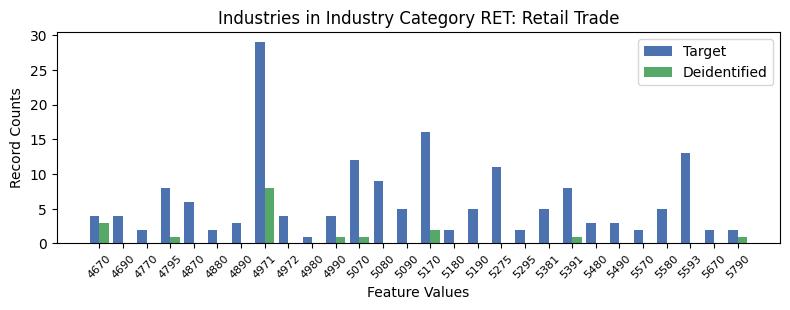 Industries in Industry Category RET: Retail Trade
Target
Deidentified
Record Counts
30
25
20
15
10
5
0
4670 4690 4770 4795 4870 4880 4890 4971 4972 4980 4990 5070 5080 5090 5170 5180 5190 5275 5295 5381 5391 5480 5490 5570 5580 5593 5670 5790
Feature Values